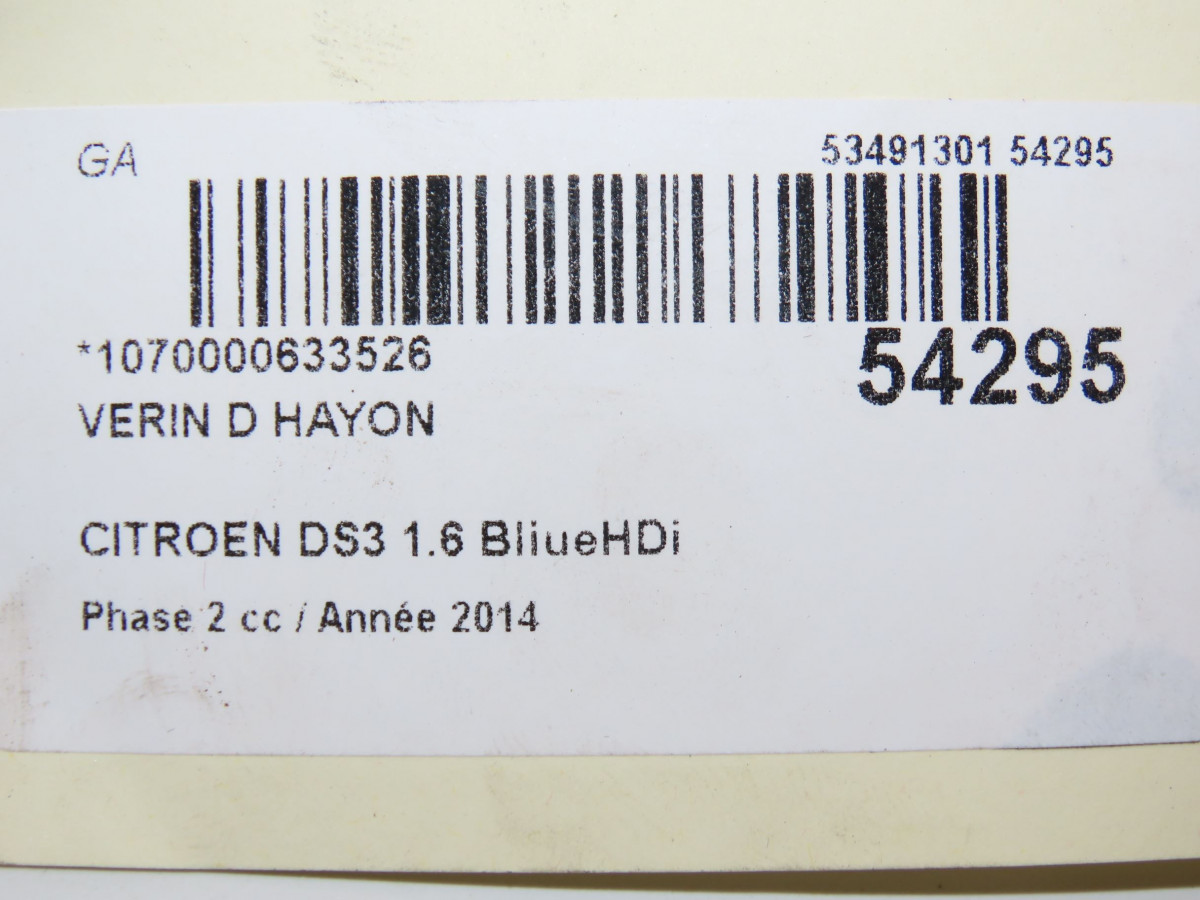 GA
53491301 54295
*1070000633526
54295
VERIN D HAYON
CITROEN DS3 1.6 BliueHDi
Phase 2 cc / Année 2014